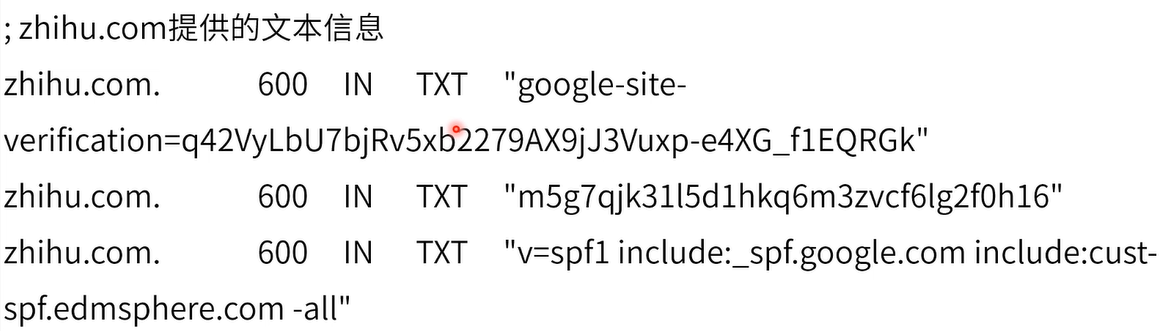 ; zhihu.com提供的文本信息
zhihu.com. 600 IN TXT "google-site-
verification=q42VyLbU7bjRv5xb2279AX9jJ3Vuxp-e4XG_f1EQRGk"
zhihu.com. 600 IN TXT "m5g7qjk31l5d1hkq6m3zvcf6lg2f0h16"
zhihu.com. 600 IN TXT "v=spf1 include:_spf.google.com include:cust-
spf.edmsphere.com -all"